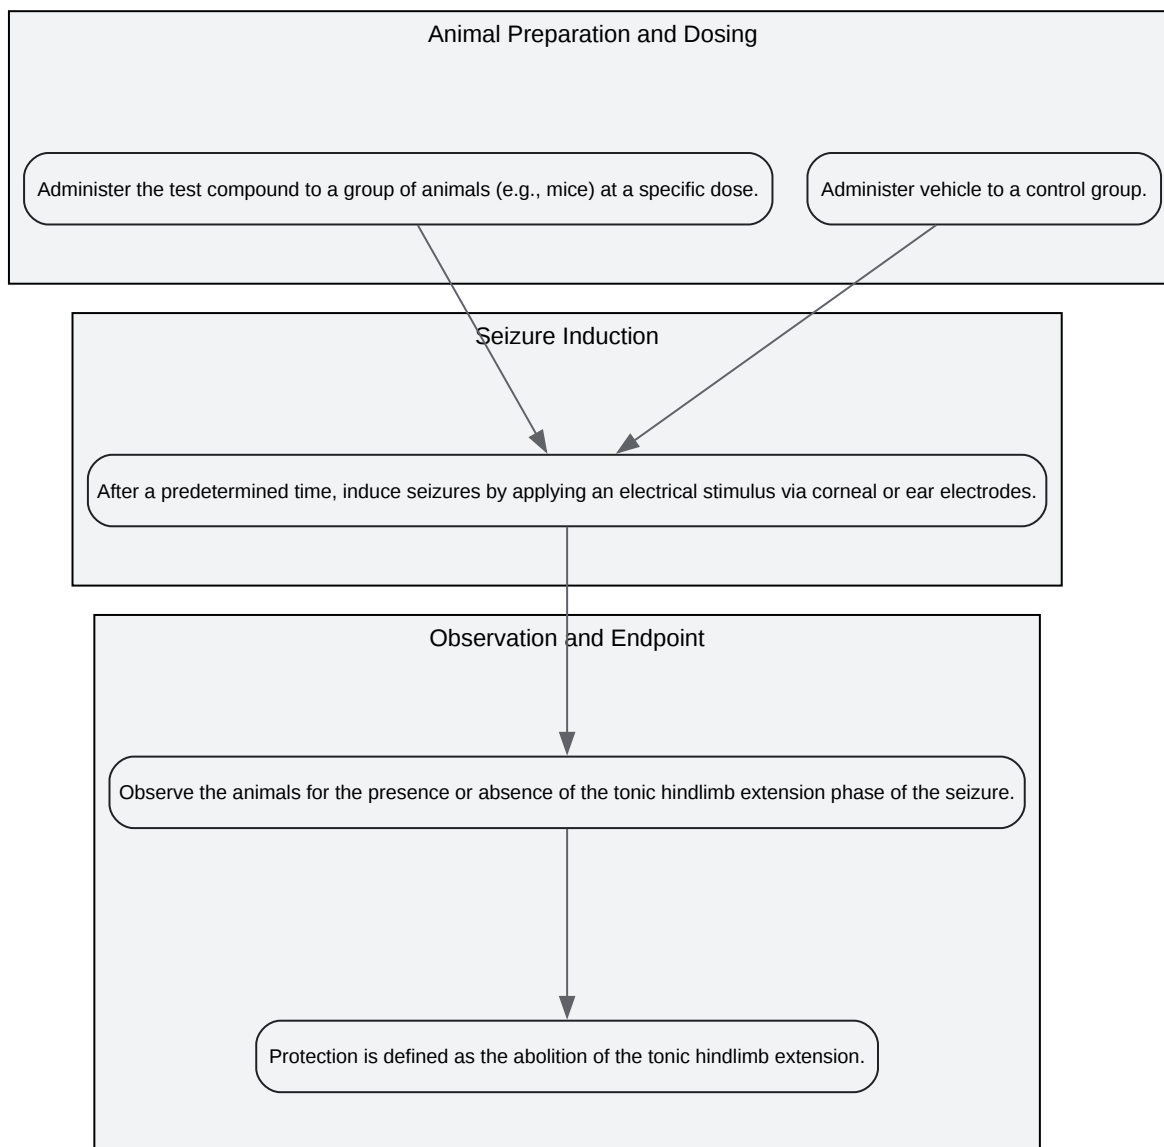 Animal Preparation and Dosing
Administer the test compound to a group of animals (e.g., mice) at a specific dose.
Administer vehicle to a control group.
Seizure Induction
After a predetermined time, induce seizures by applying an electrical stimulus via corneal or ear electrodes.
Observation and Endpoint
Observe the animals for the presence or absence of the tonic hindlimb extension phase of the seizure.
Protection is defined as the abolition of the tonic hindlimb extension.